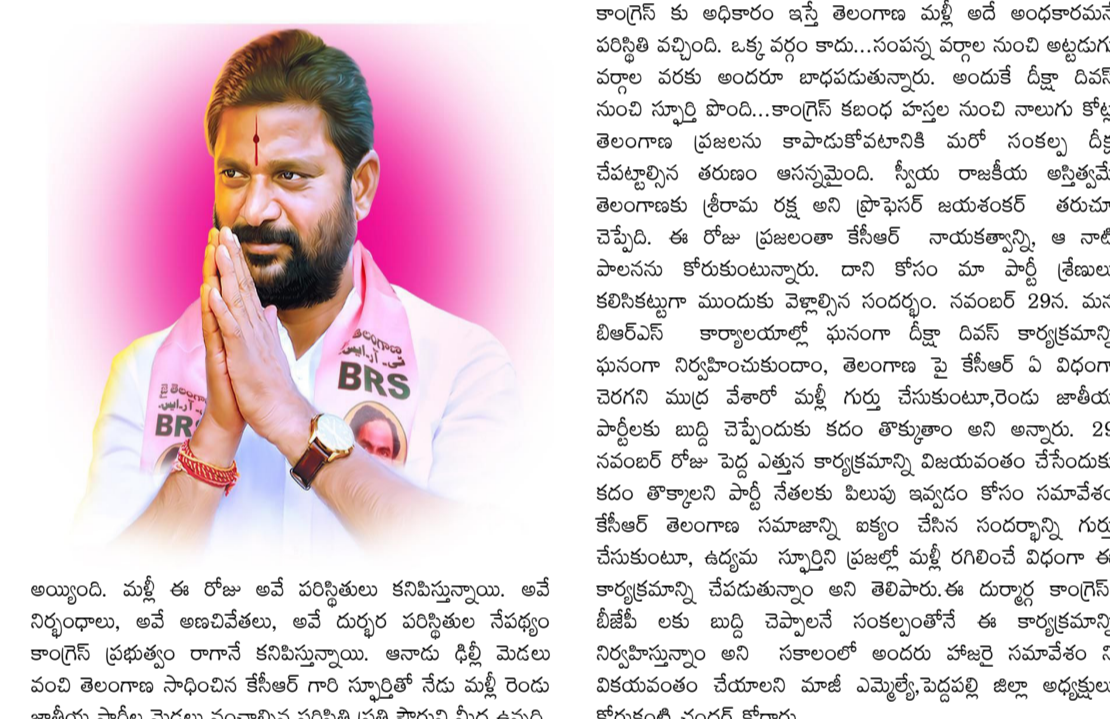 తెలంగాణ
BRS
జై తెలంగాణ
BR
అయ్యింది. మళ్లీ ఈ రోజు అవే పరిస్థితులు కనిపిస్తున్నాయి. అవే
నిర్భంధాలు, అవే అణచివేతలు, అవే దుర్భర పరిస్థితుల నేపథ్యం
కాంగ్రెస్ ప్రభుత్వం రాగానే కనిపిస్తున్నాయి. ఆనాడు ఢిల్లీ మెడలు
వంచి తెలంగాణ సాధించిన కేసీఆర్ గారి స్ఫూర్తితో నేడు మళ్లీ రెండు
కాంగ్రెస్ కు అధికారం ఇస్తే తెలంగాణ మళ్లీ అదే అంధకారమనే
పరిస్థితి వచ్చింది. ఒక్క వర్గం కాదు...సంపన్న వర్గాల నుంచి అట్టడుగు
వర్గాల వరకు అందరూ బాధపడుతున్నారు. అందుకే దీక్షా దివస్
నుంచి స్ఫూర్తి పొంది...కాంగ్రెస్ కబంధ హస్తల నుంచి నాలుగు కోట్ల
తెలంగాణ ప్రజలను కాపాడుకోవటానికి మరో సంకల్ప దీక్ష
చేపట్టాల్సిన తరుణం ఆసన్నమైంది. స్వీయ రాజకీయ అస్తిత్వమే
తెలంగాణకు శ్రీరామ రక్ష అని ప్రొఫెసర్ జయశంకర్ తరుచూ
చెప్పేది. ఈ రోజు ప్రజలంతా కేసీఆర్ నాయకత్వాన్ని, ఆ నాటి
పాలనను కోరుకుంటున్నారు. దాని కోసం మా పార్టీ శ్రేణులు
కలిసికట్టుగా ముందుకు వెళ్లాల్సిన సందర్భం. నవంబర్ 29న. మన
బిఆర్ఎస్ కార్యాలయాల్లో ఘనంగా దీక్షా దివస్ కార్యక్రమాన్ని
ఘనంగా నిర్వహించుకుందాం, తెలంగాణ పై కేసీఆర్ ఏ విధంగా
చెరగని ముద్ర వేశారో మళ్లీ గుర్తు చేసుకుంటూ,రెండు జాతీయ
పార్టీలకు బుద్ది చెప్పేందుకు కదం తొక్కుతాం అని అన్నారు. 29
నవంబర్ రోజు పెద్ద ఎత్తున కార్యక్రమాన్ని విజయవంతం చేసేందుకు
కదం తొక్కాలని పార్టీ నేతలకు పిలుపు ఇవ్వడం కోసం సమావేశం
కేసీఆర్ తెలంగాణ సమాజాన్ని ఐక్యం చేసిన సందర్భాన్ని గుర్తు
చేసుకుంటూ, ఉద్యమ స్ఫూర్తిని ప్రజల్లో మళ్లీ రగిలించే విధంగా ఈ
కార్యక్రమాన్ని చేపడుతున్నాం అని తెలిపారు.ఈ దుర్మార్గ కాంగ్రెస్
బీజేపీ లకు బుద్ది చెప్పాలనే సంకల్పంతోనే ఈ కార్యక్రమాన్ని
నిర్వహిస్తున్నాం అని సకాలంలో అందరు హాజరై సమావేశం ని
వికయవంతం చేయాలని మాజీ ఎమ్మెల్యే,పెద్దపల్లి జిల్లా అధ్యక్షులు